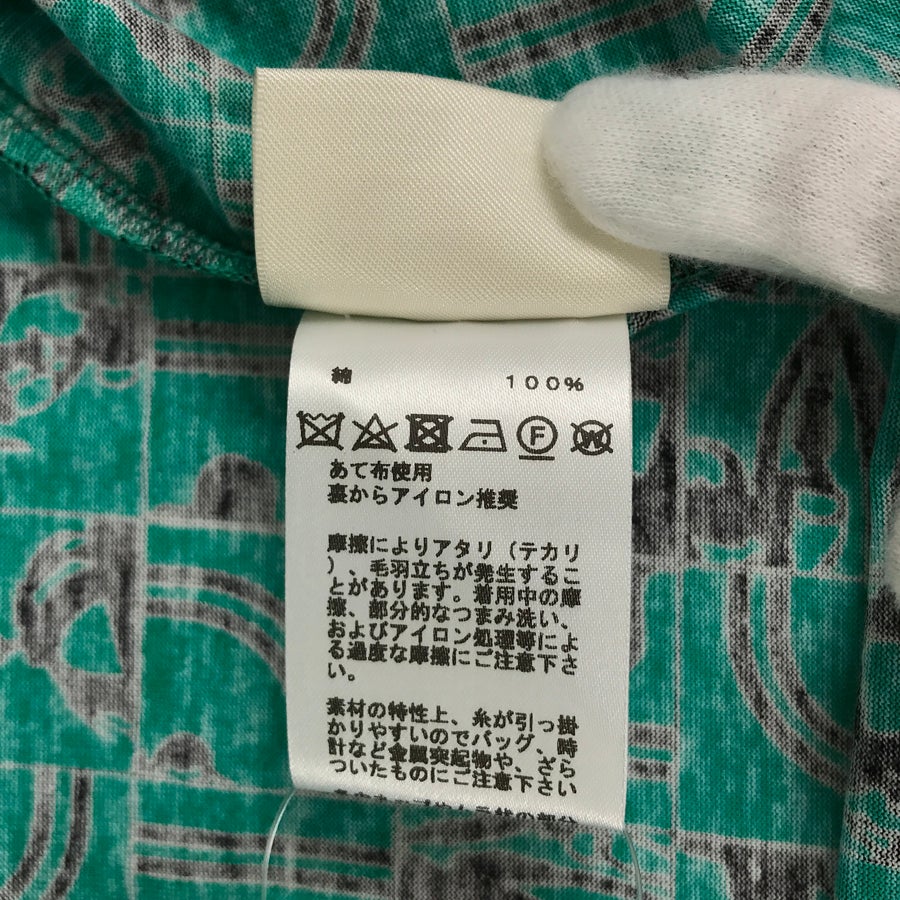 綿 100%
F W
あて布使用
裏からアイロン推奨
摩擦によりアタリ（テカリ
）、毛羽立ちが発生するこ
とがあります。着用中の摩
擦、部分的なつまみ洗い、
およびアイロン処理等によ
る過度な摩擦にご注意下さ
い。
素材の特性上、糸が引っ掛
かりやすいのでバッグ、時
計など金属突起物や、ざら
ついたものにご注意下さい
の部分